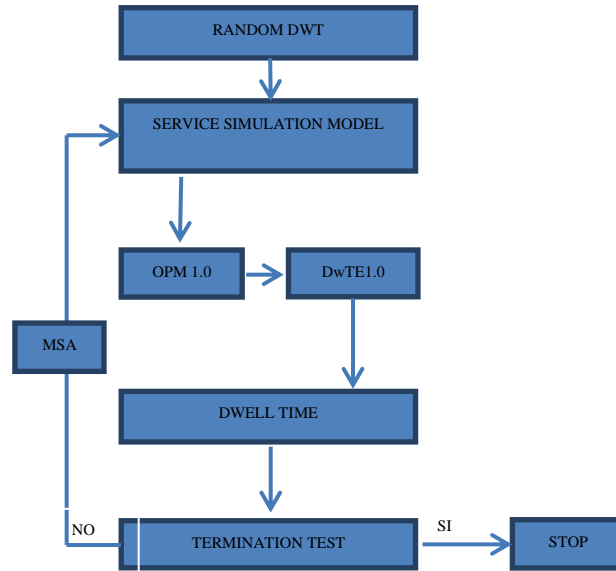 RANDOM DWT
SERVICE SIMULATION MODEL
OPM 1.0
DwTE1.0
MSA
DWELL TIME
NO
TERMINATION TEST
SI
STOP